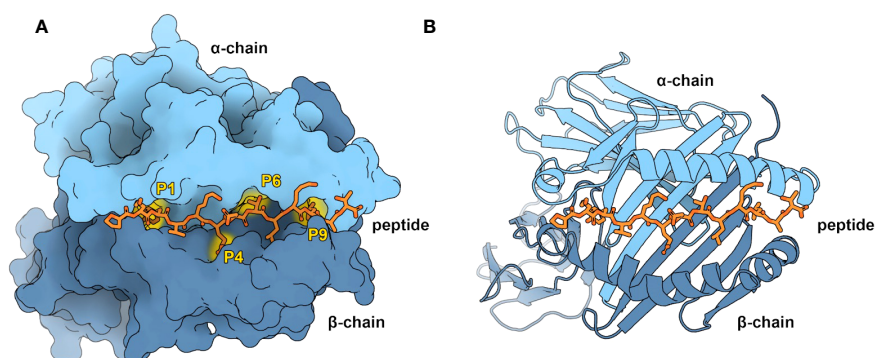 A
α-chain
P1
P6
peptide
P9
P4
β-chain
B
α-chain
peptide
β-chain